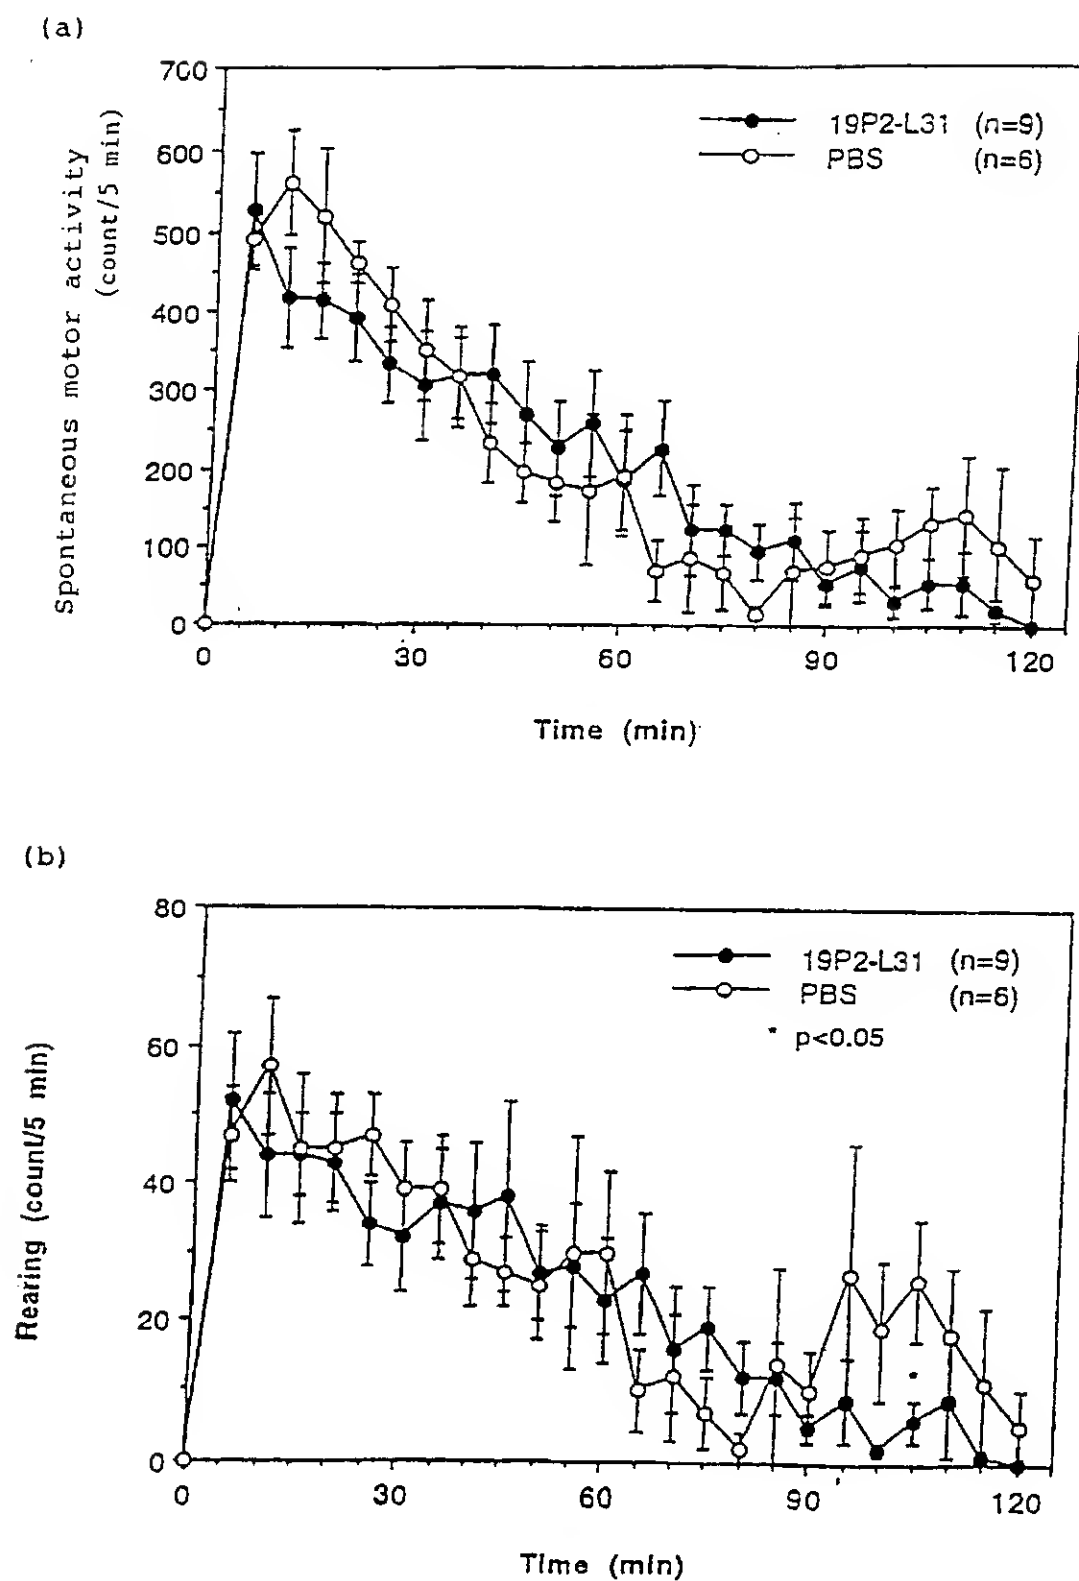 (a)
Spontaneous motor activity
(count/5 min)
700
600
500
400
300
200
100
0
0 30 60 90 120
Time (min)
19P2-L31 (n=9)
PBS (n=6)
(b)
Rearing (count/5 min)
80
60
40
20
0
0 30 60 90 120
Time (min)
19P2-L31 (n=9)
PBS (n=6)
* p<0.05
*